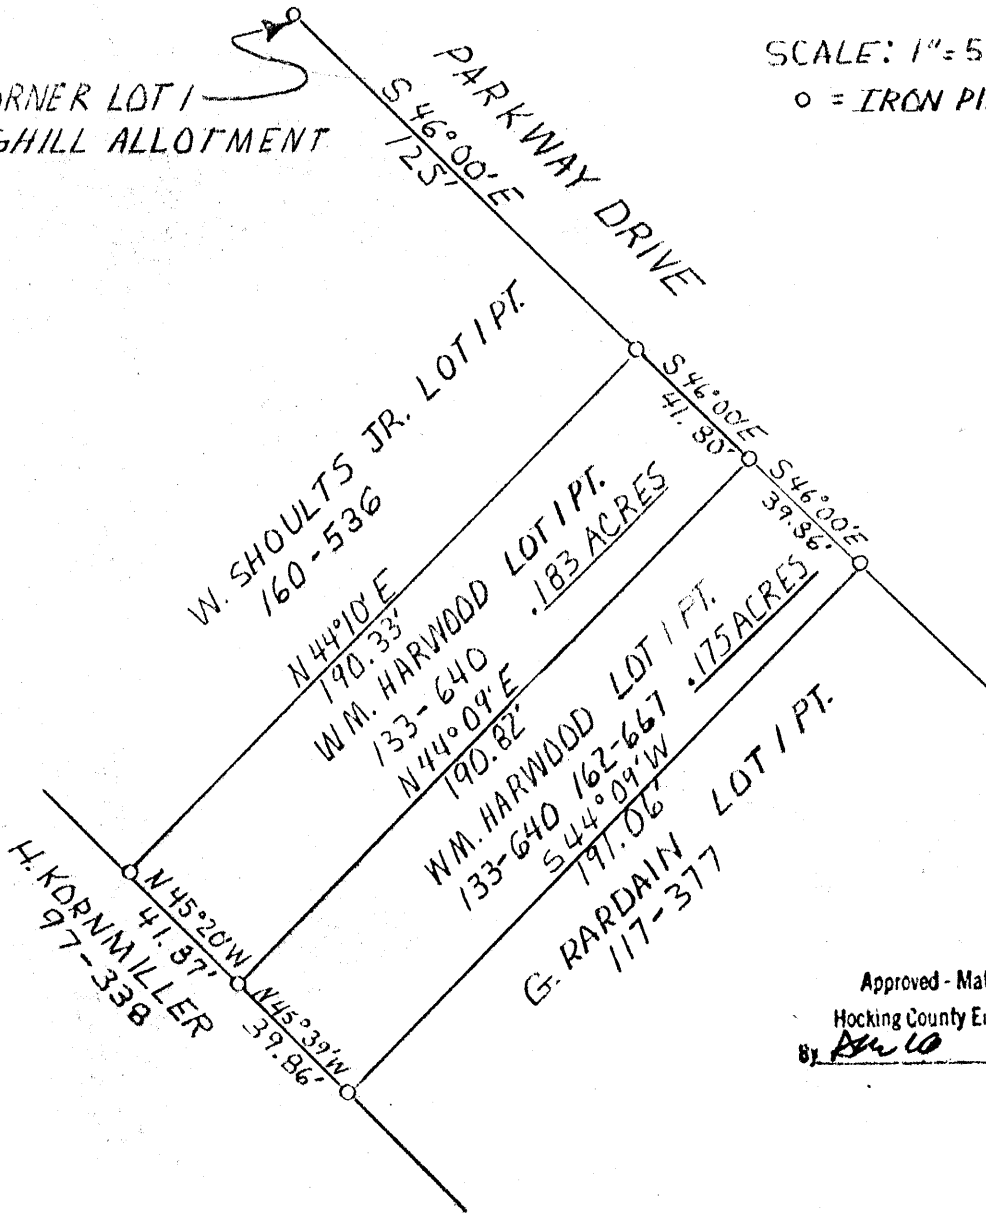 SCALE: 1"= 5
o = IRON PI
ORNER LOT 1
GHILL ALLOTMENT
PARKWAY DRIVE
S 46°00' E
125'
S 46°00' E
41.80'
S 46°00' E
39.86'
W. SHOULTS JR. LOT 1 PT.
160-536
N 44°10' E
190.33'
WM. HARWOOD LOT 1 PT.
133-640
.183 ACRES
N 44°09' E
190.82'
WM. HARWOOD LOT 1 PT.
133-640 162-667 .175 ACRES
S 44°09' W
191.06'
G. RARDAIN LOT 1 PT.
117-377
H. KORNMILLER
97-338
N 45°20' W
41.87'
N 45°39' W
39.86'
Approved - Mat
Hocking County En
By